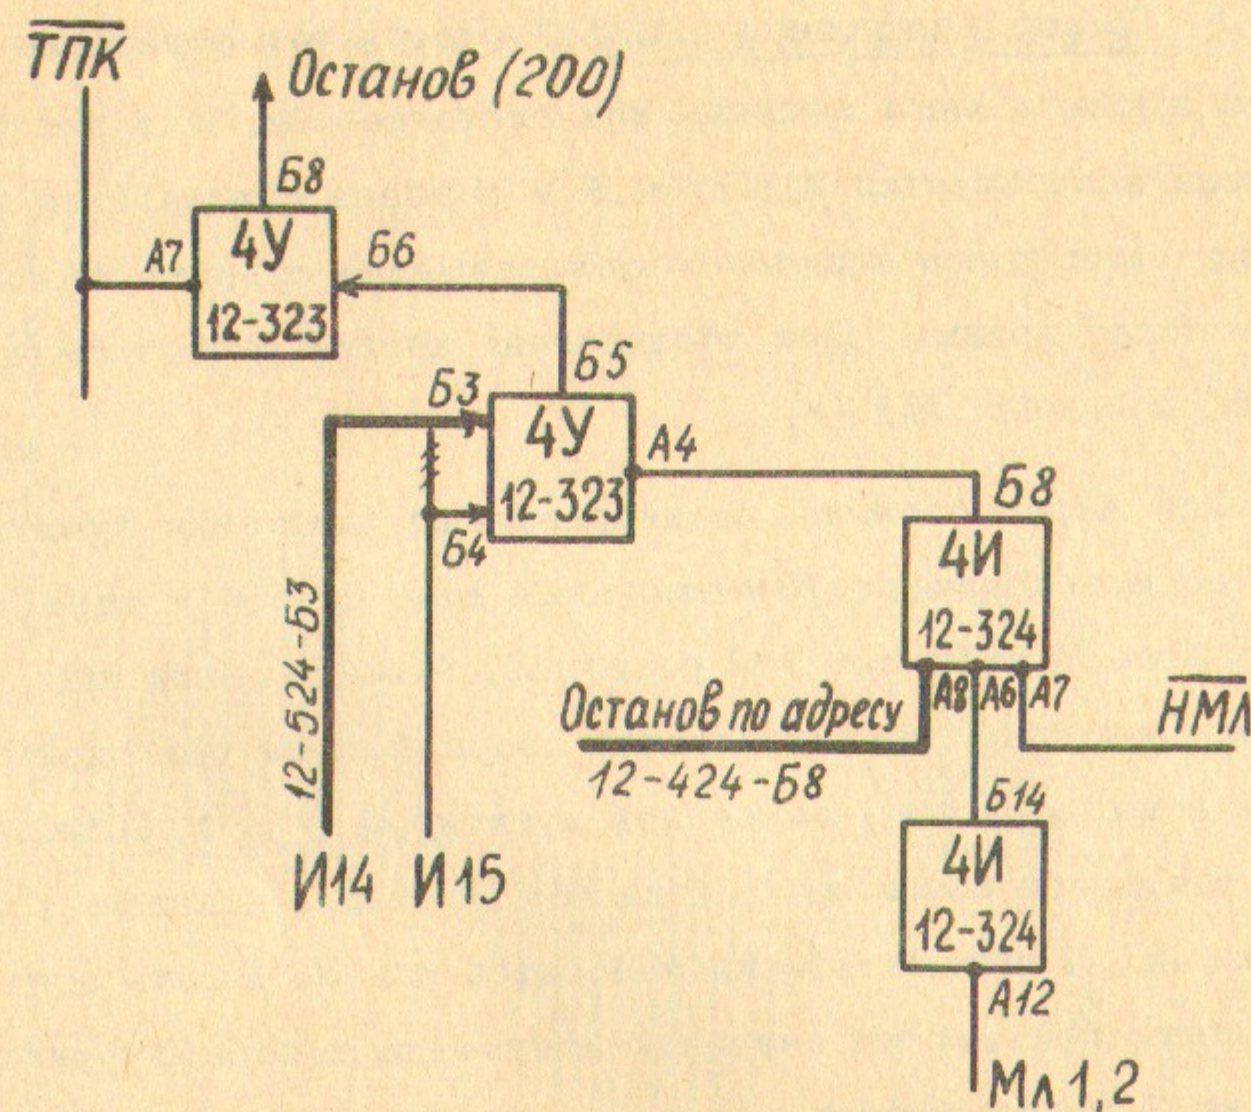 ТПК
Останов (200)
Б8
4У
12-323
А7
Б6
Б5
Б3
4У
12-323
А4
Б4
Б8
4И
12-324
12-524-Б3
Останов по адресу
А8
А6
А7
НМЛ
12-424-Б8
Б14
И14
И15
4И
12-324
А12
Мл 1,2